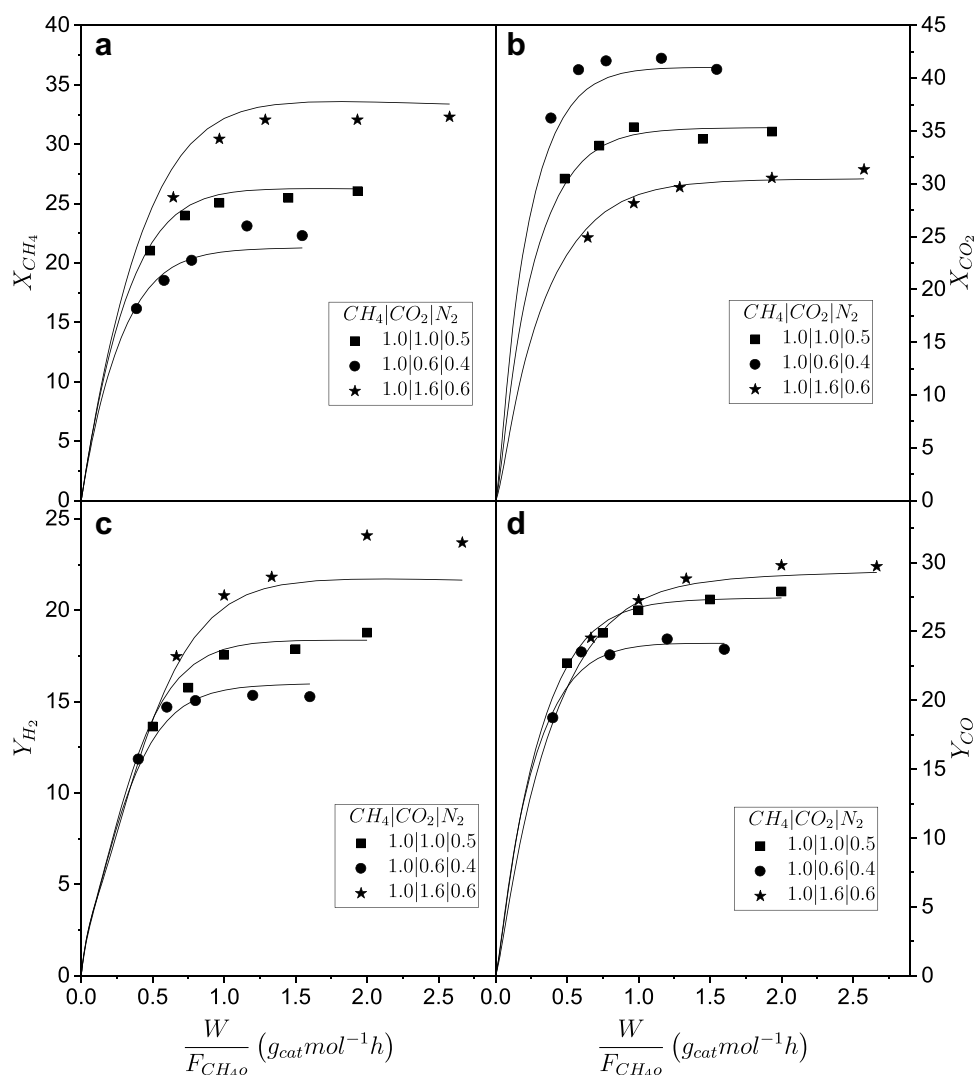 a
40
35
30
25
20
15
10
5
0
X_{CH_4}
CH_4|CO_2|N_2
■ 1.0|1.0|0.5
● 1.0|0.6|0.4
★ 1.0|1.6|0.6
b
45
40
35
30
25
20
15
10
5
0
X_{CO_2}
CH_4|CO_2|N_2
■ 1.0|1.0|0.5
● 1.0|0.6|0.4
★ 1.0|1.6|0.6
c
25
20
15
10
5
0
Y_{H_2}
CH_4|CO_2|N_2
■ 1.0|1.0|0.5
● 1.0|0.6|0.4
★ 1.0|1.6|0.6
0.0 0.5 1.0 1.5 2.0 2.5
\frac{W}{F_{CH_4o}} (g_{cat}mol^{-1}h)
d
30
25
20
15
10
5
0
Y_{CO}
CH_4|CO_2|N_2
■ 1.0|1.0|0.5
● 1.0|0.6|0.4
★ 1.0|1.6|0.6
0.0 0.5 1.0 1.5 2.0 2.5
\frac{W}{F_{CH_4o}} (g_{cat}mol^{-1}h)